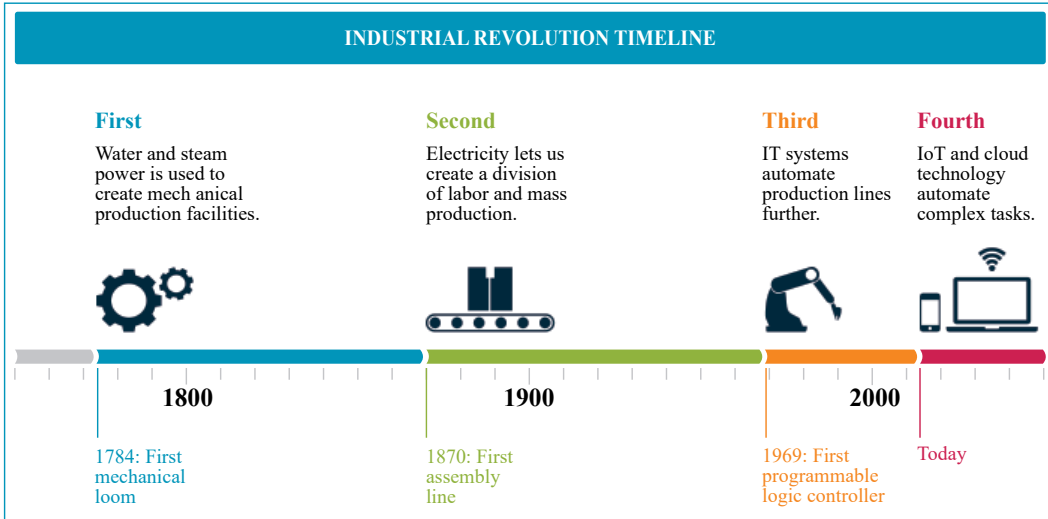 INDUSTRIAL REVOLUTION TIMELINE
First
Water and steam
power is used to
create mech anical
production facilities.
Second
Electricity lets us
create a division
of labor and mass
production.
Third
IT systems
automate
production lines
further.
Fourth
IoT and cloud
technology
automate
complex tasks.
1800
1900
2000
1784: First
mechanical
loom
1870: First
assembly
line
1969: First
programmable
logic controller
Today